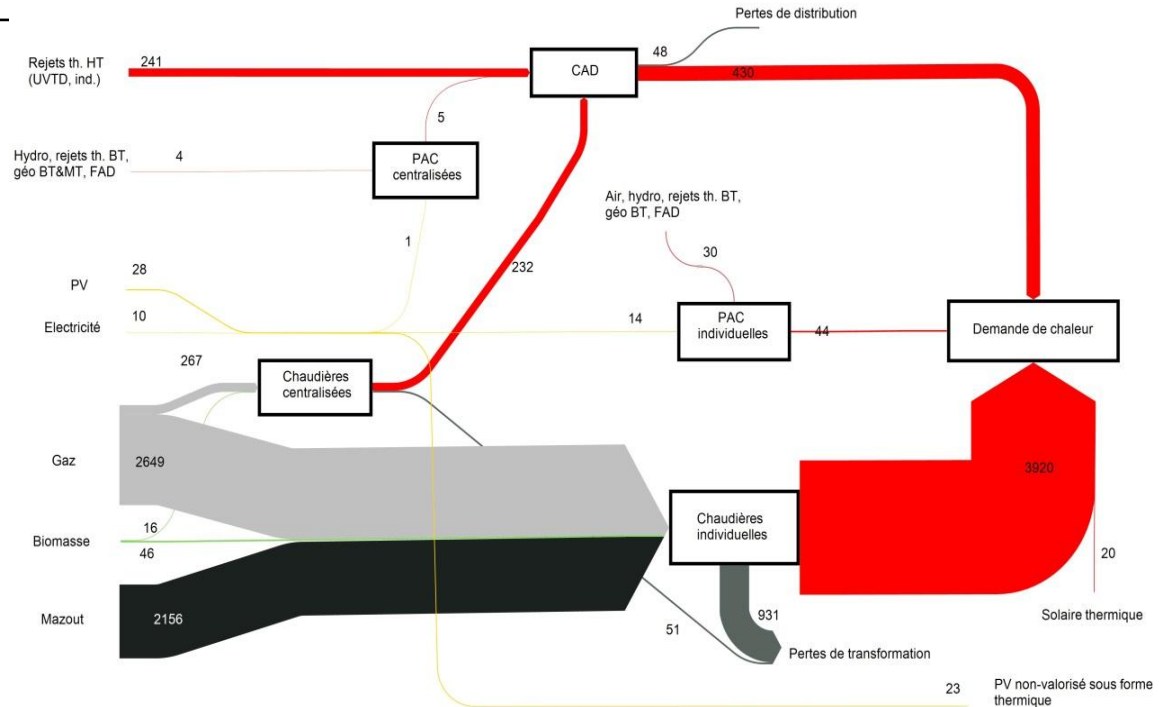 Pertes de distribution
48
Rejets th. HT
(UVTD, ind.)
241
CAD
430
5
Hydro, rejets th. BT,
géo BT&MT, FAD
4
PAC
centralisées
Air, hydro, rejets th. BT,
géo BT, FAD
1
30
232
PV
28
Electricité
10
14
PAC
individuelles
44
Demande de chaleur
267
Chaudières
centralisées
Gaz
2649
3920
16
Biomasse
46
Chaudières
individuelles
20
Mazout
2156
931
51
Solaire thermique
Pertes de transformation
23
PV non-valorisé sous forme
thermique